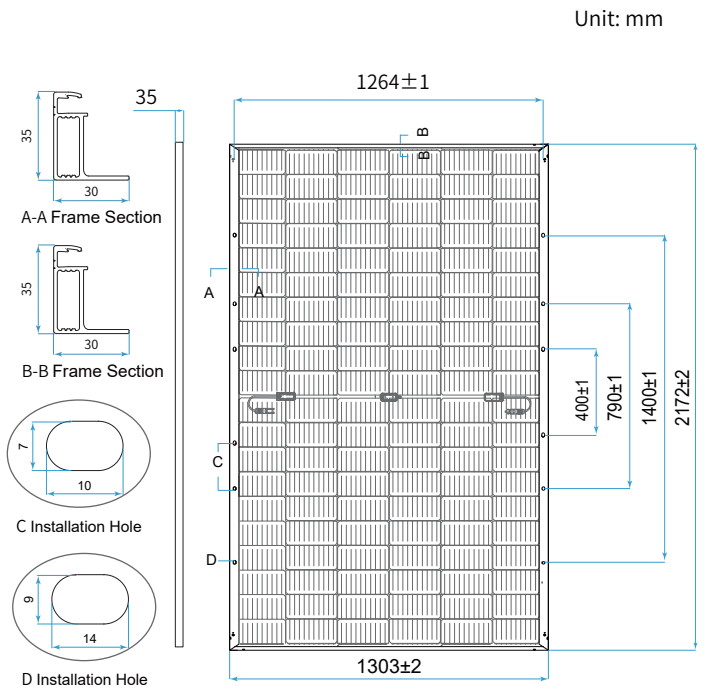 Unit: mm
1264±1
35
35
30
A-A Frame Section
35
30
B-B Frame Section
7
10
C Installation Hole
9
14
D Installation Hole
B
B
A
A
C
D
400±1
790±1
1400±1
2172±2
1303±2